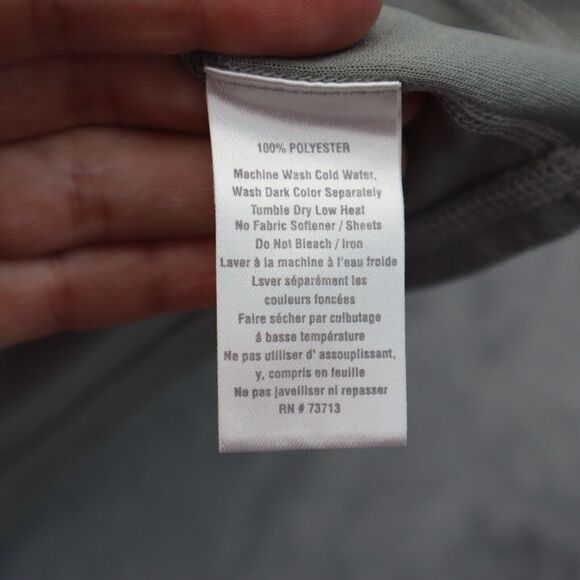 100% POLYESTER
Machine Wash Cold Water,
Wash Dark Color Separately
Tumble Dry Low Heat
No Fabric Softener / Sheets
Do Not Bleach / Iron
Laver à la machine à l'eau froide
Lsver séparémént les
couleurs foncées
Faire sécher par culbutage
á basse température
Ne pas utiliser d' assouplissant,
y, compris en feuille
Ne pas javelliser ni repasser
RN # 73713